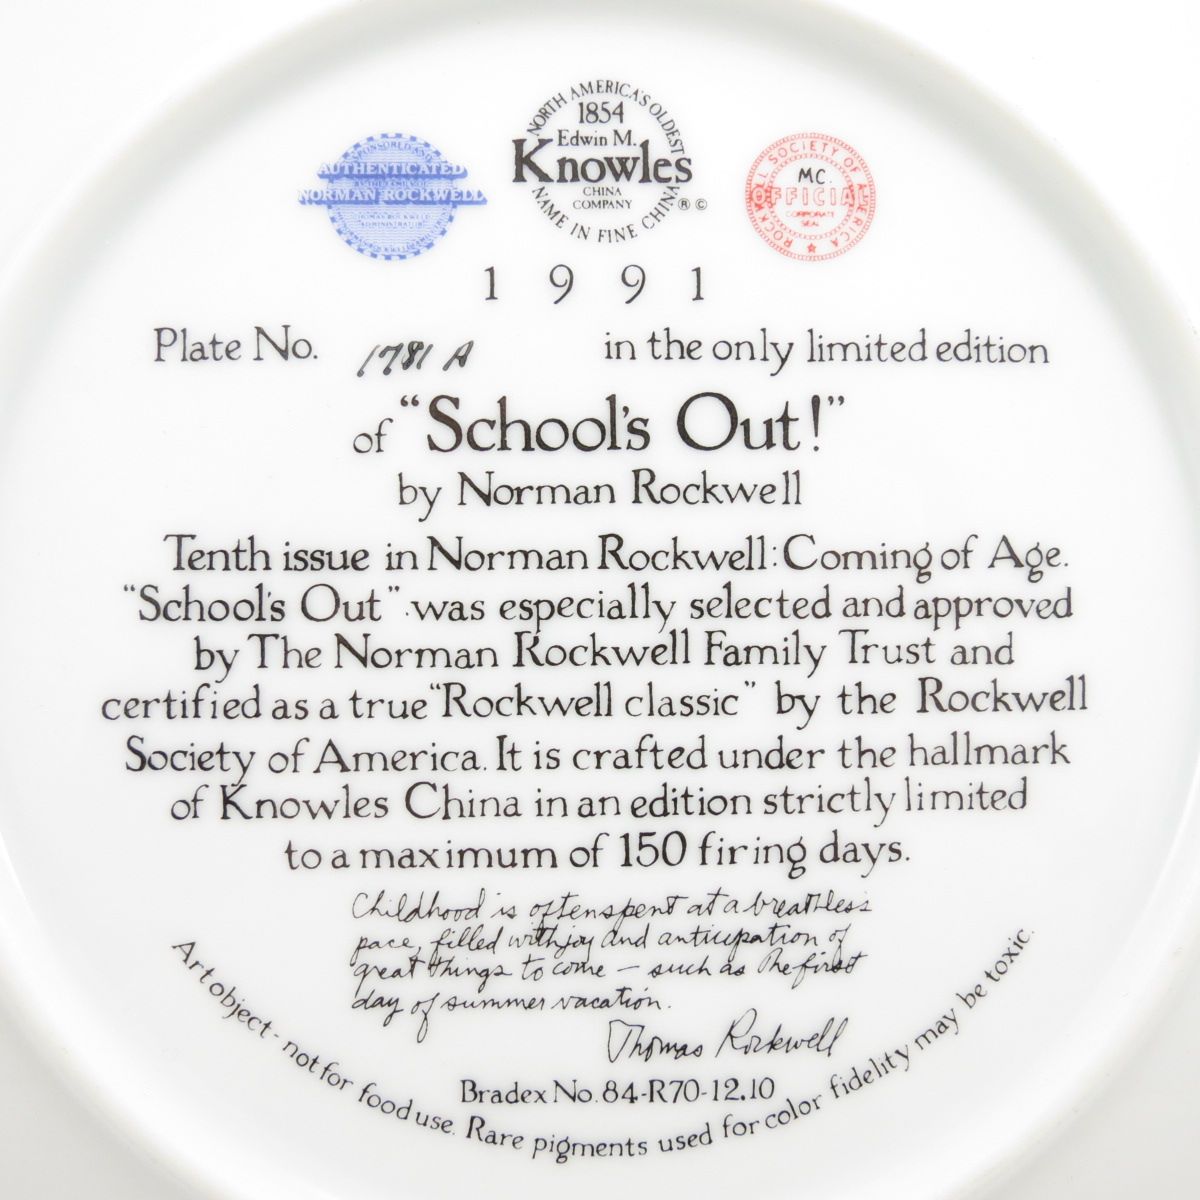 NORTH AMERICA'S OLDEST
1854
Edwin M.
Knowles
CHINA
COMPANY
NAME IN FINE CHINA ® ©
SPONSORED AND
AUTHENTICATED
NORMAN ROCKWELL
ROCKWELL SOCIETY OF AMERICA
MC.
OFFICIAL
CORPORATE
SEAL
1991
Plate No. 1781 A in the only limited edition
of "School's Out!"
by Norman Rockwell
Tenth issue in Norman Rockwell: Coming of Age.
"School's Out" was especially selected and approved
by The Norman Rockwell Family Trust and
certified as a true "Rockwell classic" by the Rockwell
Society of America. It is crafted under the hallmark
of Knowles China in an edition strictly limited
to a maximum of 150 firing days.
Childhood is often spent at a breathless
pace, filled with joy and anticipation of
great things to come – such as the first
day of summer vacation.
Thomas Rockwell
Bradex No. 84-R70-12.10
Art object - not for food use. Rare pigments used for color fidelity may be toxic.